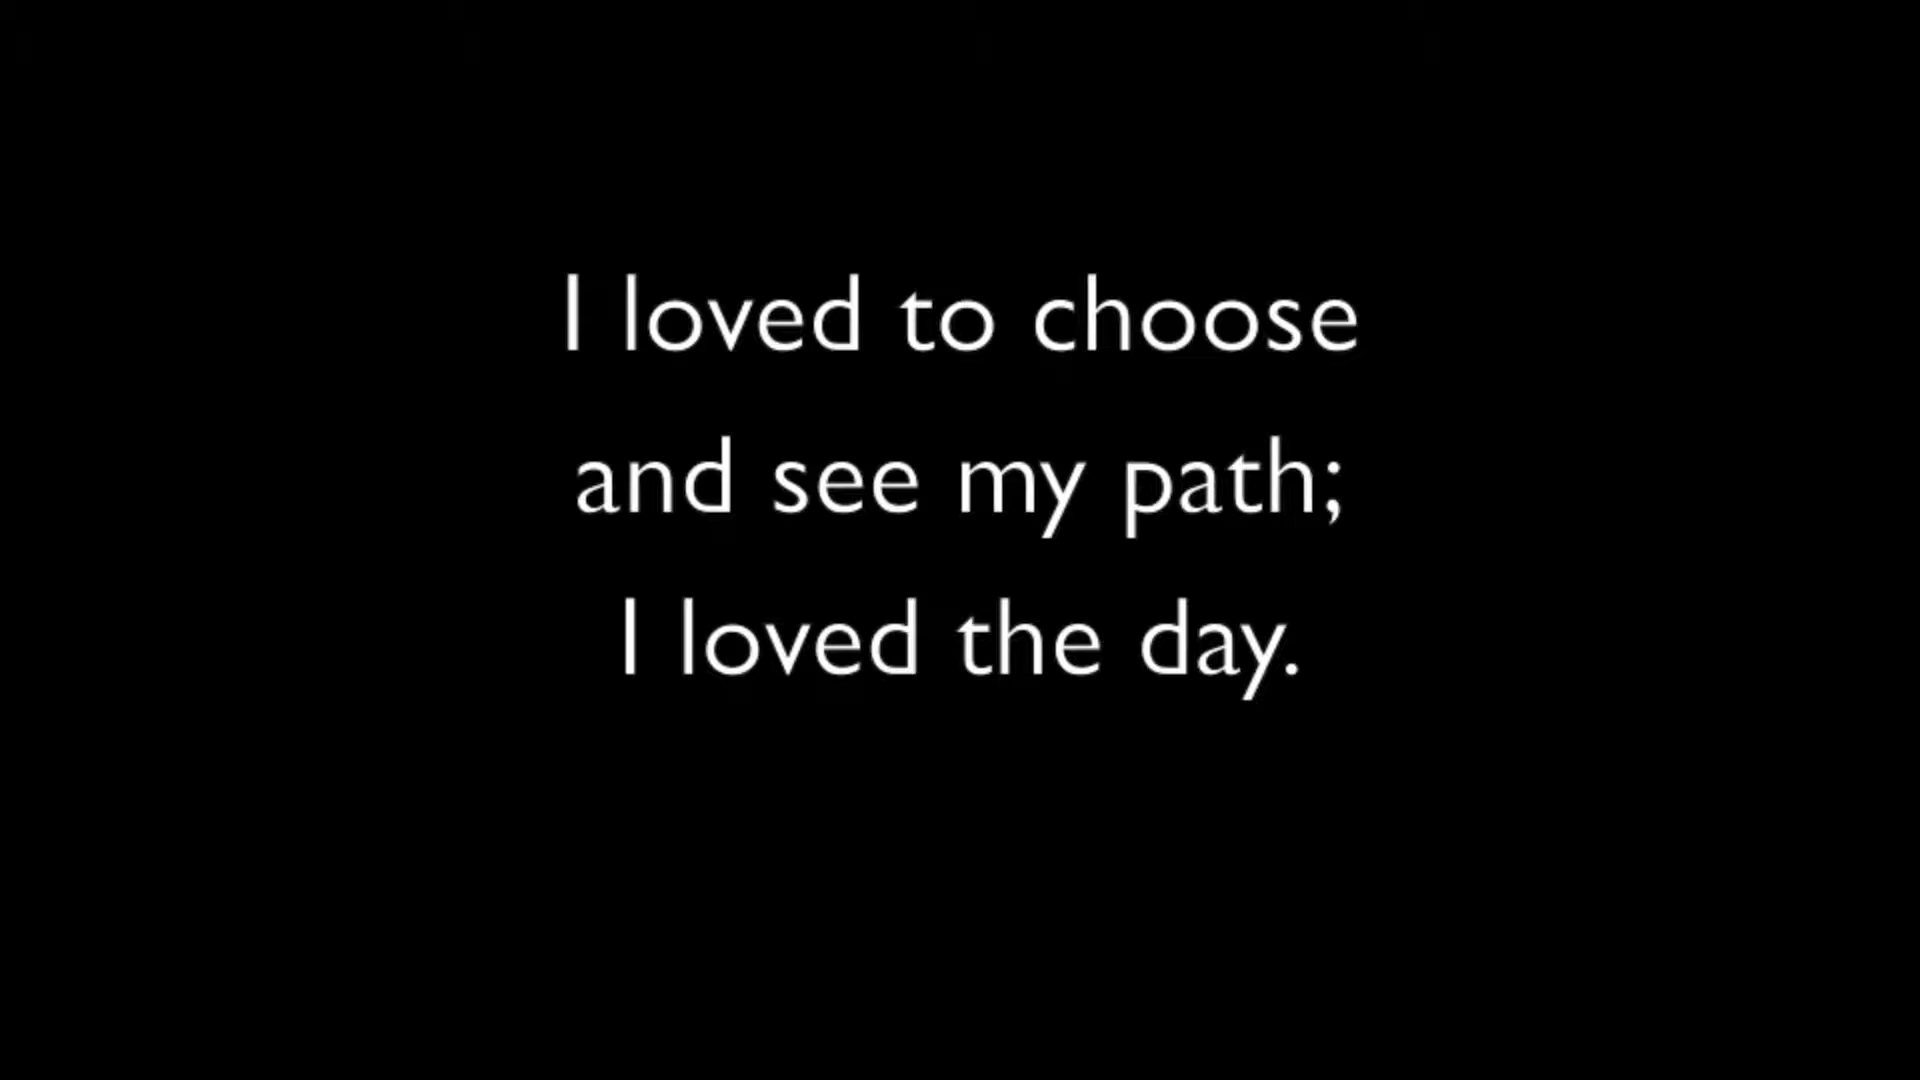 I loved to choose
and see my path;
I loved the day.